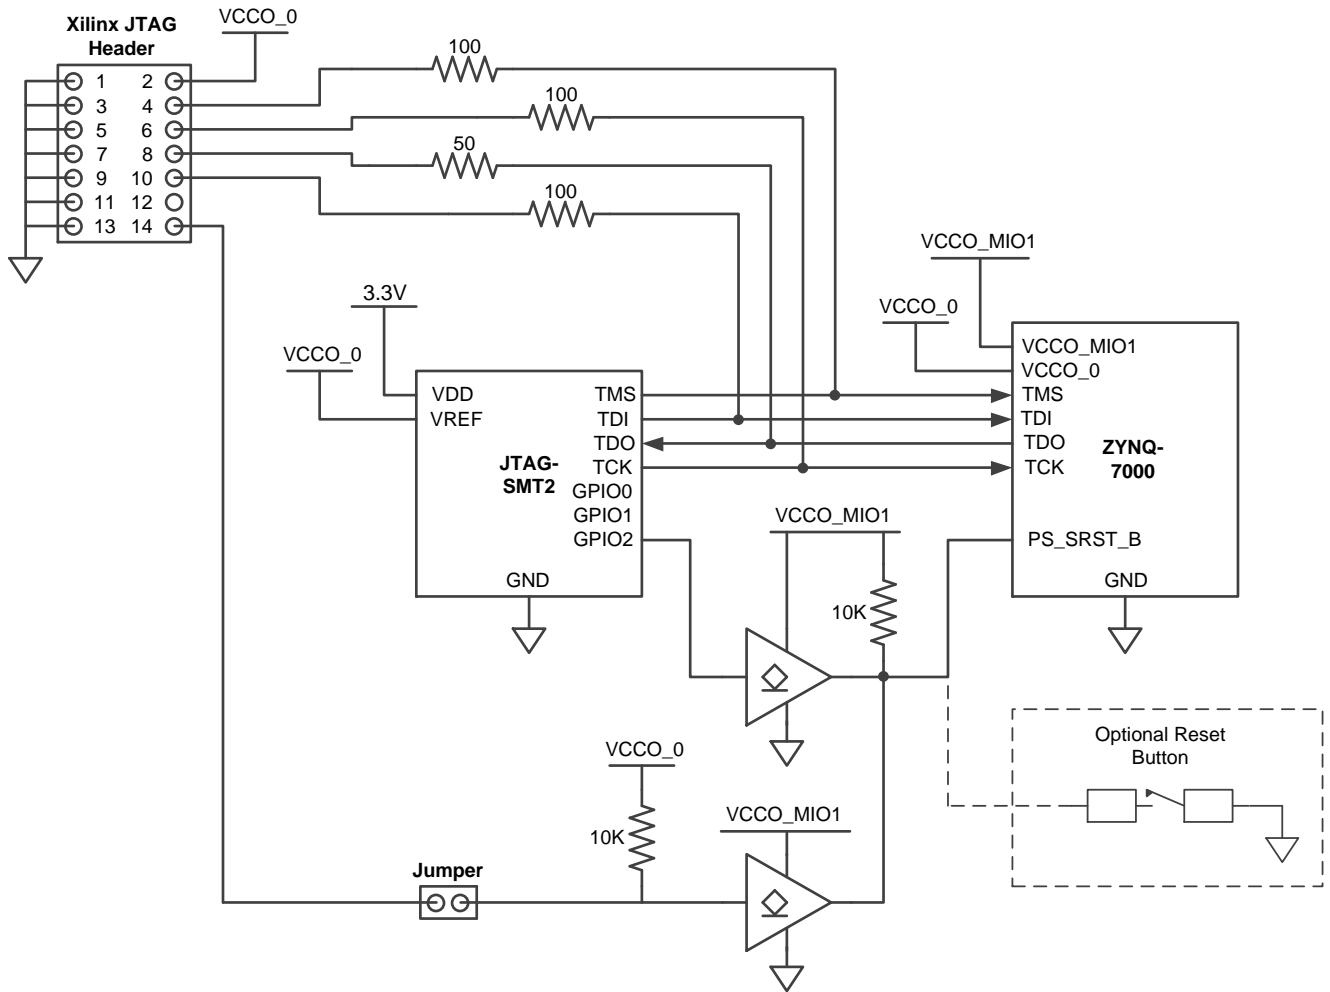 Xilinx JTAG
Header
VCCO_0
1 2
3 4
5 6
7 8
9 10
11 12
13 14
100
100
50
100
3.3V
VCCO_0
VDD
VREF
JTAG-
SMT2
TMS
TDI
TDO
TCK
GPIO0
GPIO1
GPIO2
GND
VCCO_MIO1
VCCO_0
VCCO_MIO1
VCCO_0
TMS
TDI
TDO
TCK
ZYNQ-
7000
PS_SRST_B
GND
VCCO_MIO1
10K
VCCO_0
10K
VCCO_MIO1
Jumper
Optional Reset
Button